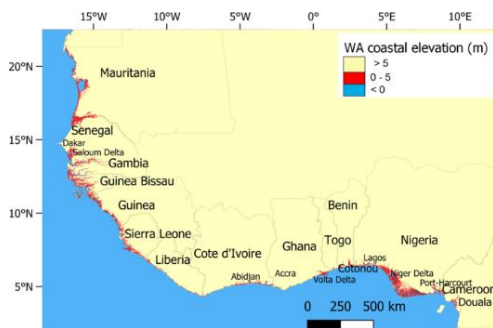 15°W 10°W 5°W 0° 5°E 10°E
WA coastal elevation (m)
> 5
0 - 5
< 0
20°N
15°N
10°N
5°N
Mauritania
Senegal
Dakar
Saloum Delta
Gambia
Guinea Bissau
Guinea
Sierra Leone
Liberia
Cote d'Ivoire
Abidjan
Ghana
Accra
Benin
Togo
Volta Delta
Cotonou
Lagos
Nigeria
Niger Delta
Port-Harcourt
Cameroon
Douala
0 250 500 km